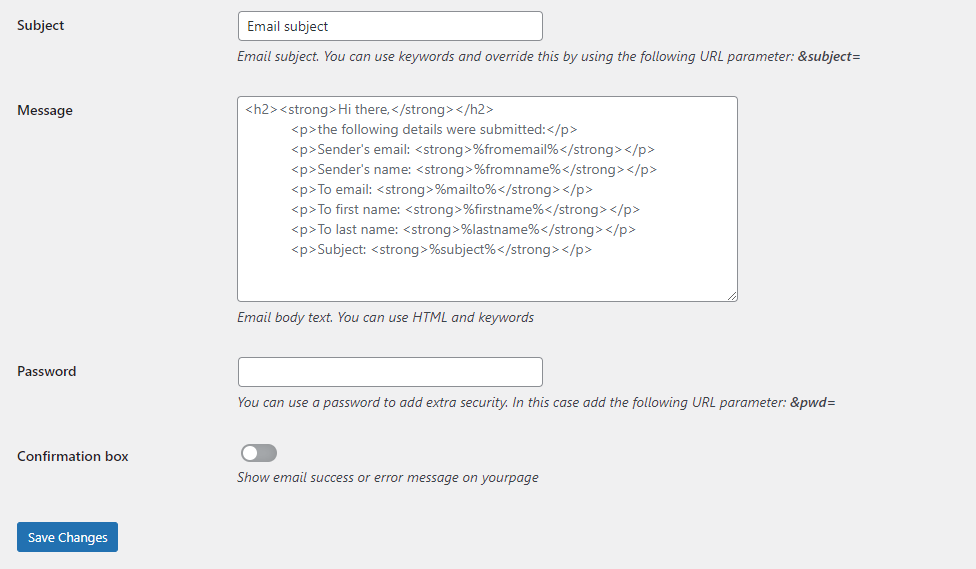 Subject
Email subject
Email subject. You can use keywords and override this by using the following URL parameter: &subject=
Message
<h2><strong>Hi there,</strong></h2>
<p>the following details were submitted:</p>
<p>Sender's email: <strong>%fromemail%</strong></p>
<p>Sender's name: <strong>%fromname%</strong></p>
<p>To email: <strong>%mailto%</strong></p>
<p>To first name: <strong>%firstname%</strong></p>
<p>To last name: <strong>%lastname%</strong></p>
<p>Subject: <strong>%subject%</strong></p>
Email body text. You can use HTML and keywords
Password
You can use a password to add extra security. In this case add the following URL parameter: &pwd=
Confirmation box
Show email success or error message on yourpage
Save Changes